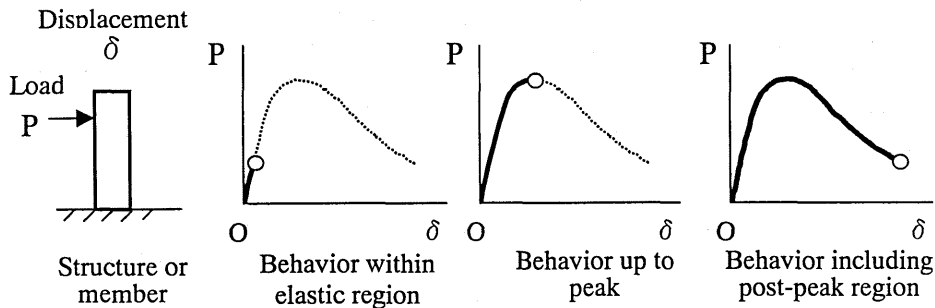 Displacement
δ
Load
P
Structure or
member
P
O
δ
Behavior within
elastic region
P
O
δ
Behavior up to
peak
P
O
δ
Behavior including
post-peak region